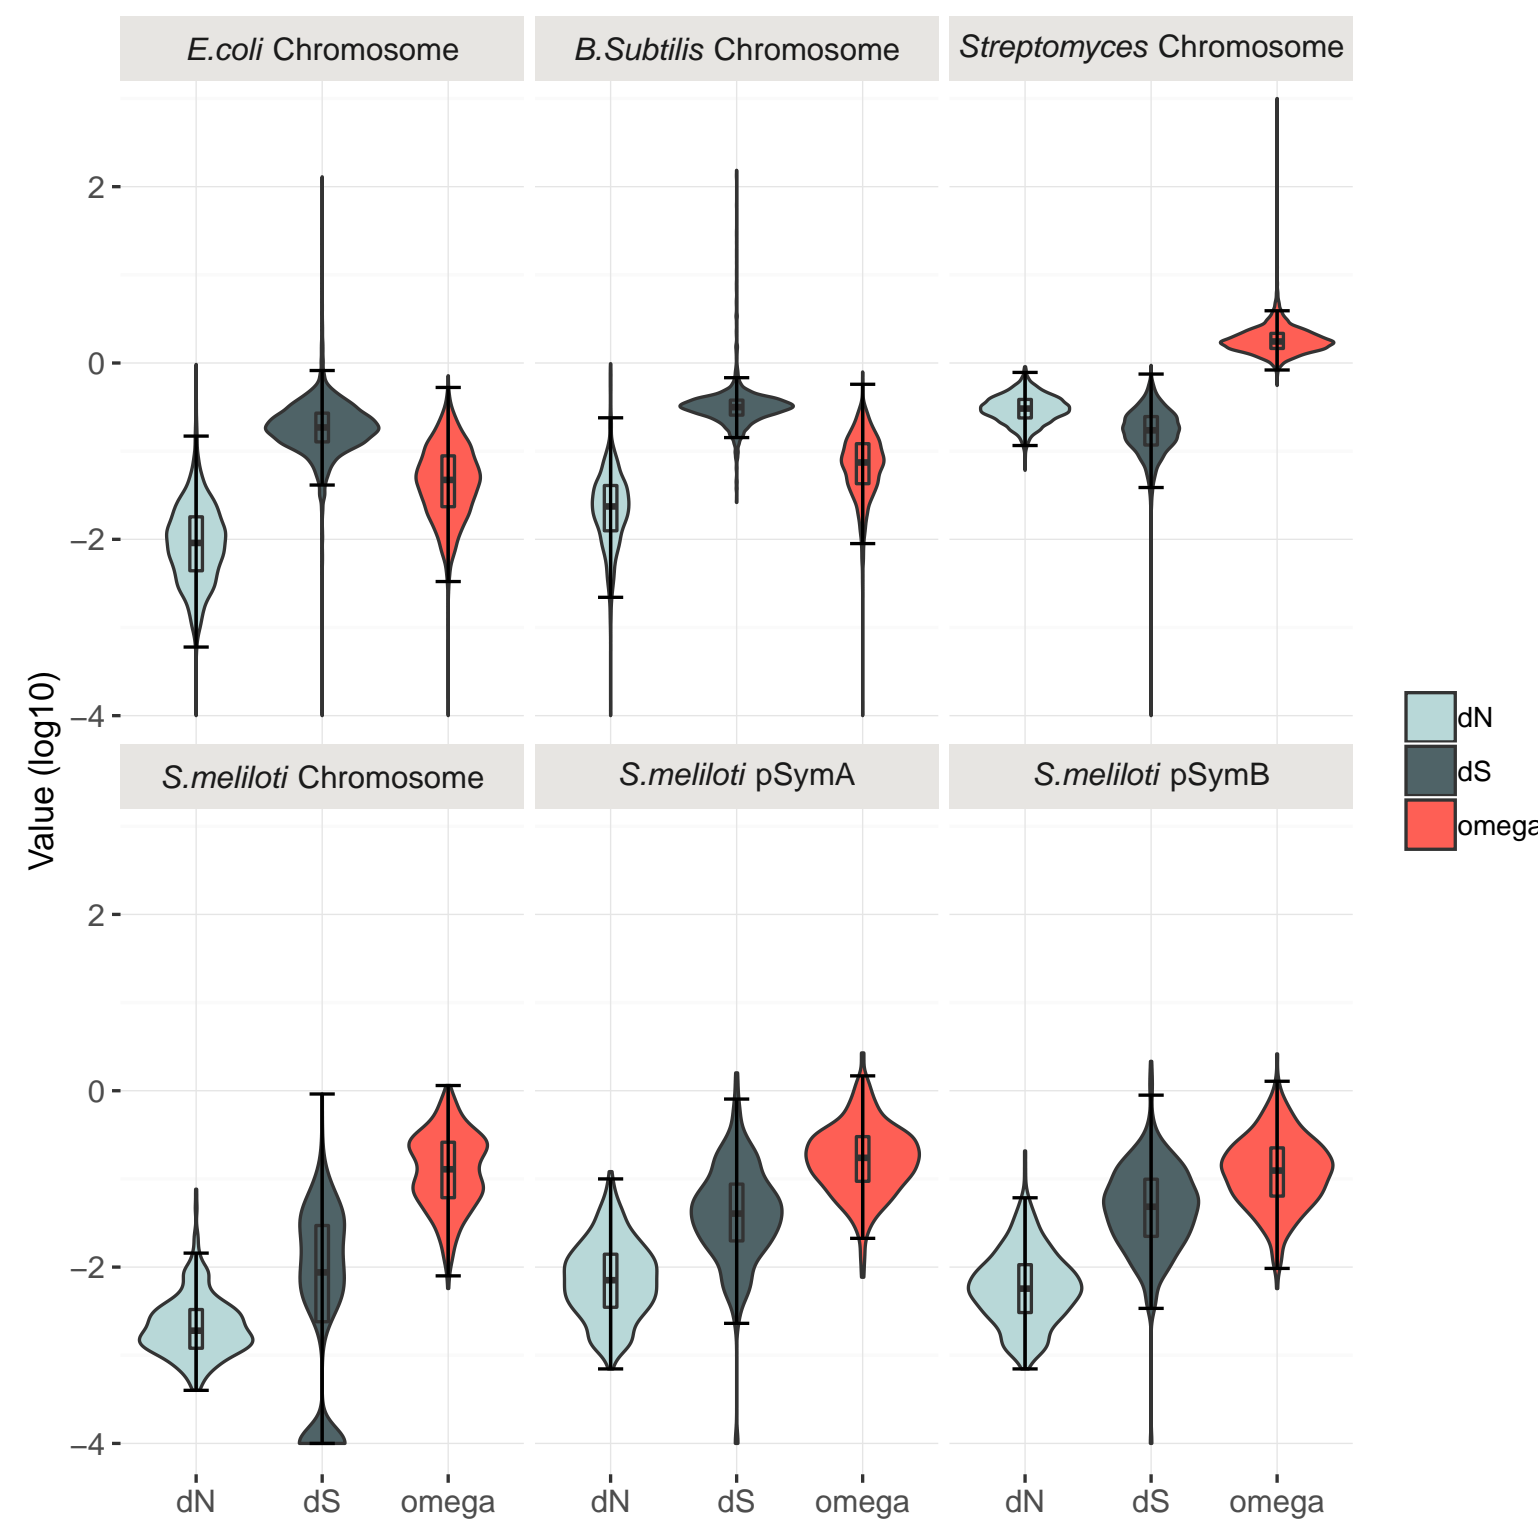 E.coli Chromosome
B.Subtilis Chromosome
Streptomyces Chromosome
2
0
−2
−4
Value (log10)
S.meliloti Chromosome
S.meliloti pSymA
S.meliloti pSymB
2
0
−2
−4
dN
dS
omega
dN
dS
omega
dN
dS
omega
dN
dS
omega